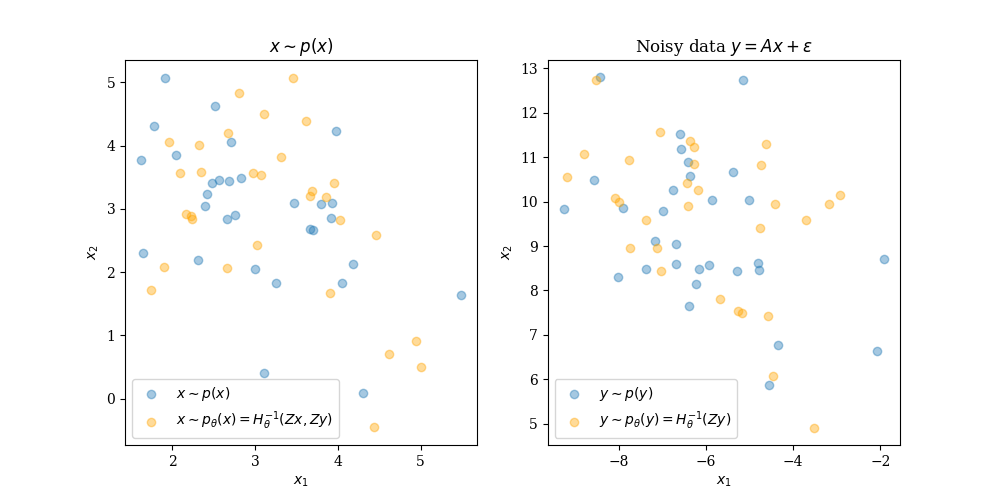 x ~ p(x)
x₂
5
4
3
2
1
0
x ~ p(x)
x ~ p_θ(x) = H_θ^{-1}(Zx, Zy)
2
3
4
5
x₁
Noisy data y = Ax + ε
x₂
13
12
11
10
9
8
7
6
5
y ~ p(y)
y ~ p_θ(y) = H_θ^{-1}(Zy)
−8
−6
−4
−2
x₁